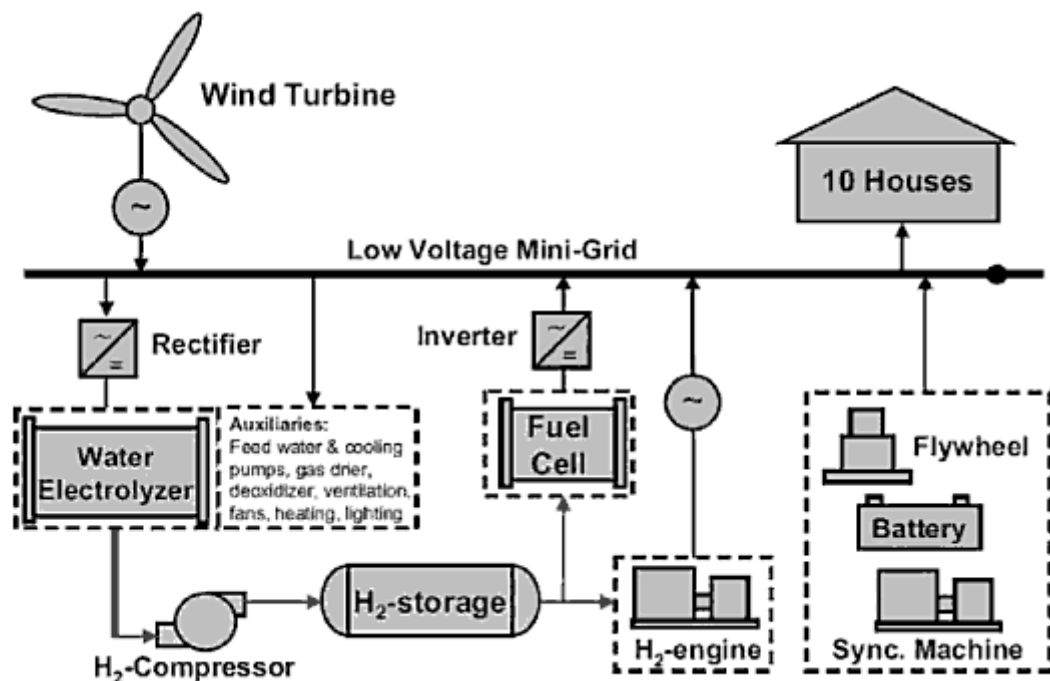 Wind Turbine
~
10 Houses
Low Voltage Mini-Grid
~
=
Rectifier
Inverter
~
=
~
Water
Electrolyzer
Auxiliaries:
Feed water & cooling
pumps, gas drier,
deoxidizer, ventilation,
fans, heating, lighting
Fuel
Cell
Flywheel
Battery
H₂-storage
H₂-engine
Sync. Machine
H₂-Compressor